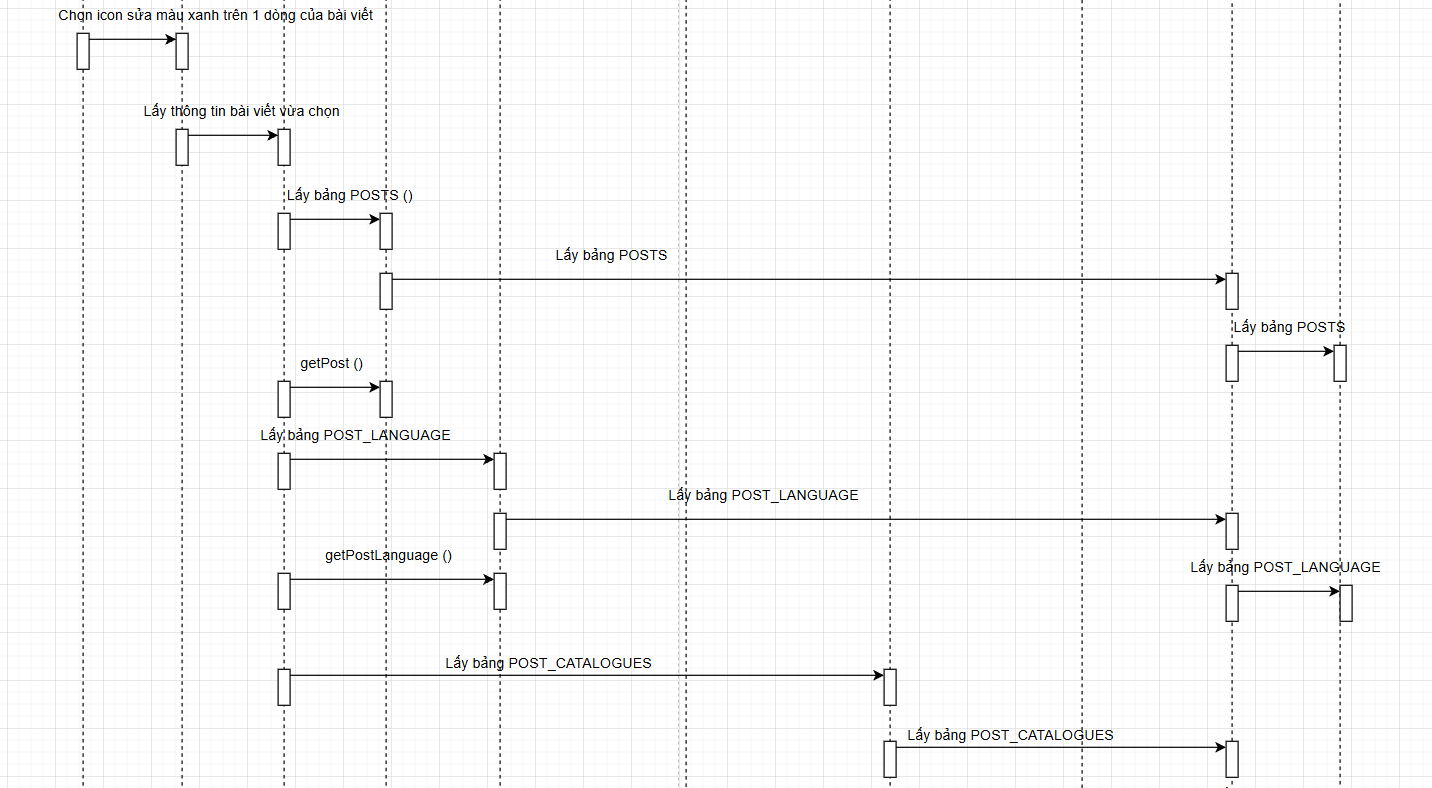 Chọn icon sửa màu xanh trên 1 dòng của bài viết
Lấy thông tin bài viết vừa chọn
Lấy bảng POSTS ()
Lấy bảng POSTS
Lấy bảng POSTS
getPost ()
Lấy bảng POST_LANGUAGE
Lấy bảng POST_LANGUAGE
getPostLanguage ()
Lấy bảng POST_LANGUAGE
Lấy bảng POST_CATALOGUES
Lấy bảng POST_CATALOGUES